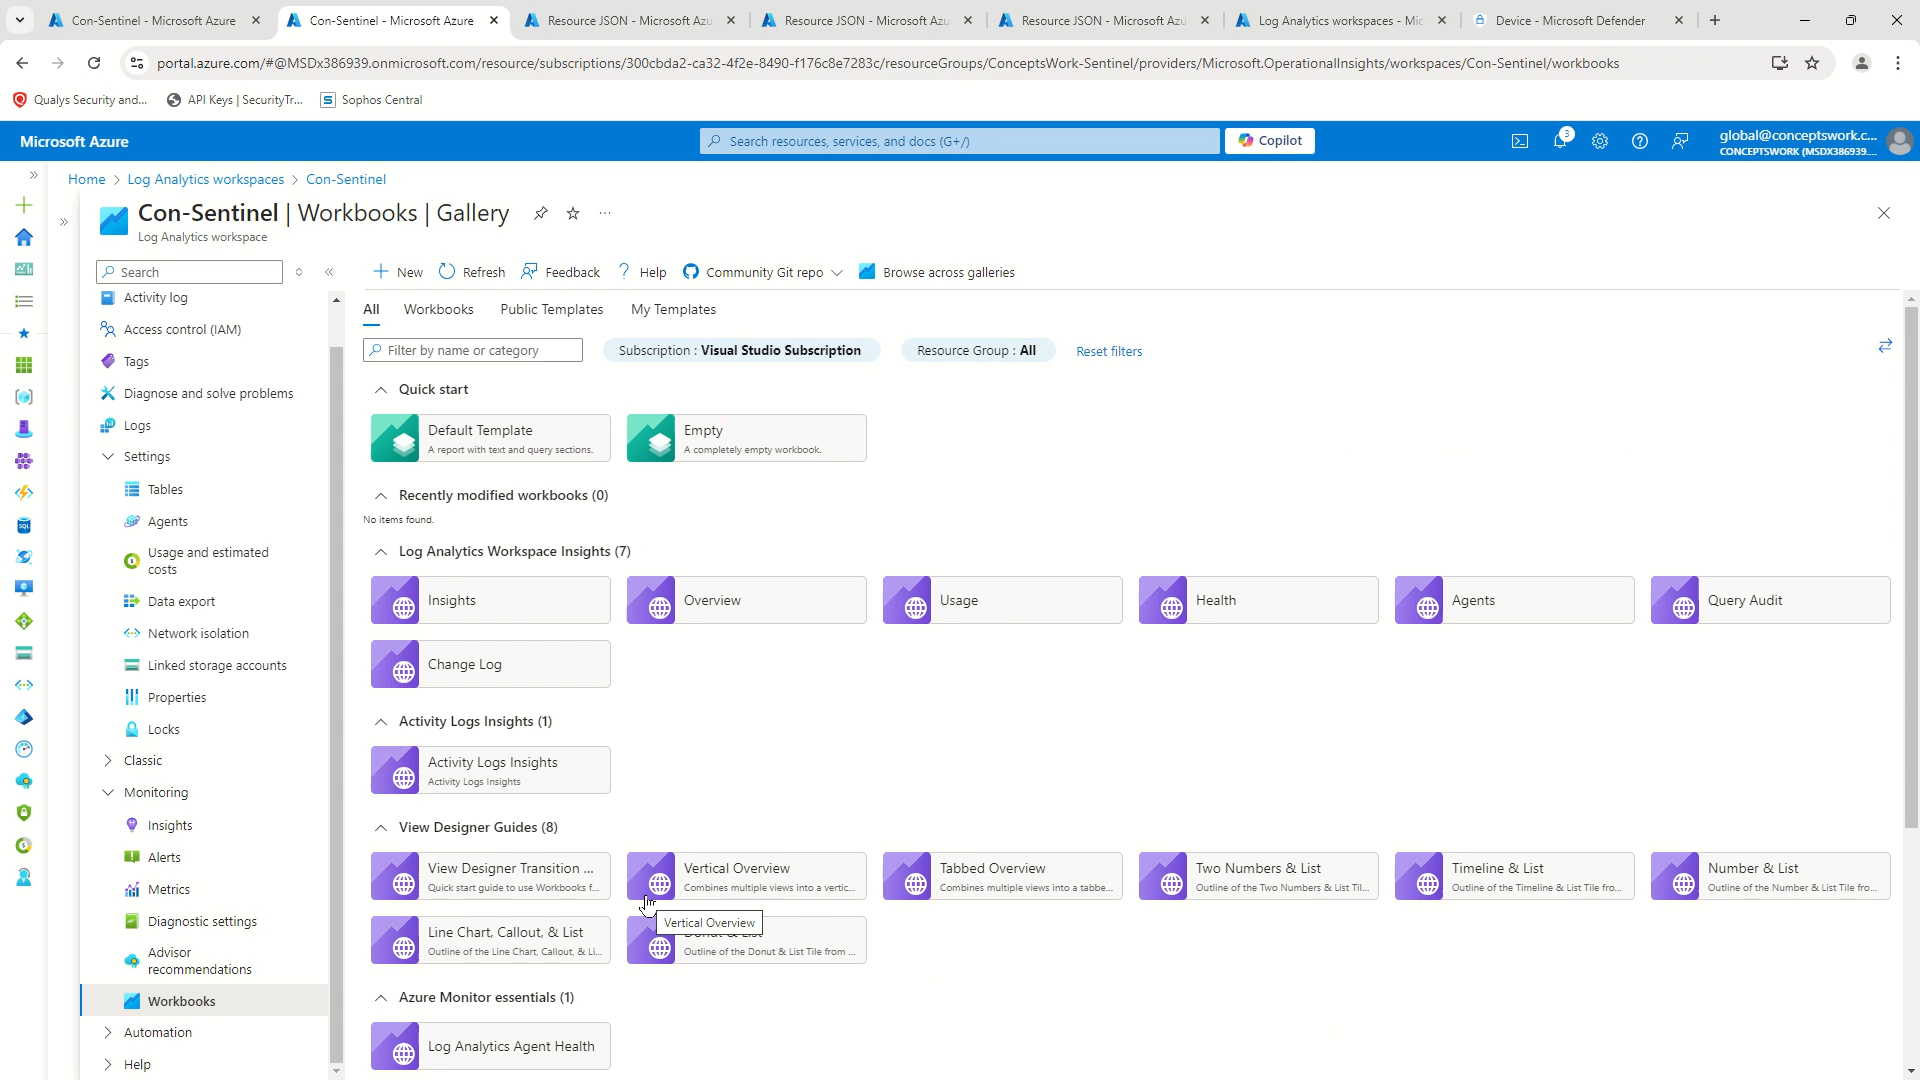 Con-Sentinel - Microsoft Azure
Con-Sentinel - Microsoft Azure
Resource JSON - Microsoft Azu
Resource JSON - Microsoft Azu
Resource JSON - Microsoft Azu
Log Analytics workspaces - Mic
Device - Microsoft Defender
portal.azure.com/#@MSDx386939.onmicrosoft.com/resource/subscriptions/300cbda2-ca32-4f2e-8490-f176c8e7283c/resourceGroups/ConceptsWork-Sentinel/providers/Microsoft.OperationalInsights/workspaces/Con-Sentinel/workbooks
Qualys Security and...
API Keys | SecurityTr...
Sophos Central
Microsoft Azure
Search resources, services, and docs (G+/)
Copilot
3
global@conceptswork.c...
CONCEPTSWORK (MSDX386939....
Home > Log Analytics workspaces > Con-Sentinel
Con-Sentinel | Workbooks | Gallery
Log Analytics workspace
Search
Activity log
Access control (IAM)
Tags
Diagnose and solve problems
Logs
Settings
Tables
Agents
Usage and estimated
costs
Data export
Network isolation
Linked storage accounts
Properties
Locks
Classic
Monitoring
Insights
Alerts
Metrics
Diagnostic settings
Advisor
recommendations
Workbooks
Automation
Help
New
Refresh
Feedback
Help
Community Git repo
Browse across galleries
All
Workbooks
Public Templates
My Templates
Filter by name or category
Subscription : Visual Studio Subscription
Resource Group : All
Reset filters
Quick start
Default Template
A report with text and query sections.
Empty
A completely empty workbook.
Recently modified workbooks (0)
No items found.
Log Analytics Workspace Insights (7)
Insights
Overview
Usage
Health
Agents
Query Audit
Change Log
Activity Logs Insights (1)
Activity Logs Insights
Activity Logs Insights
View Designer Guides (8)
View Designer Transition ...
Quick start guide to use Workbooks f...
Vertical Overview
Combines multiple views into a vertic...
Tabbed Overview
Combines multiple views into a tabbe...
Two Numbers & List
Outline of the Two Numbers & List Til...
Timeline & List
Outline of the Timeline & List Tile fro...
Number & List
Outline of the Number & List Tile fro...
Vertical Overview
Line Chart, Callout, & List
Outline of the Line Chart, Callout, & Li...
Outline of the Donut & List Tile from ...
Azure Monitor essentials (1)
Log Analytics Agent Health